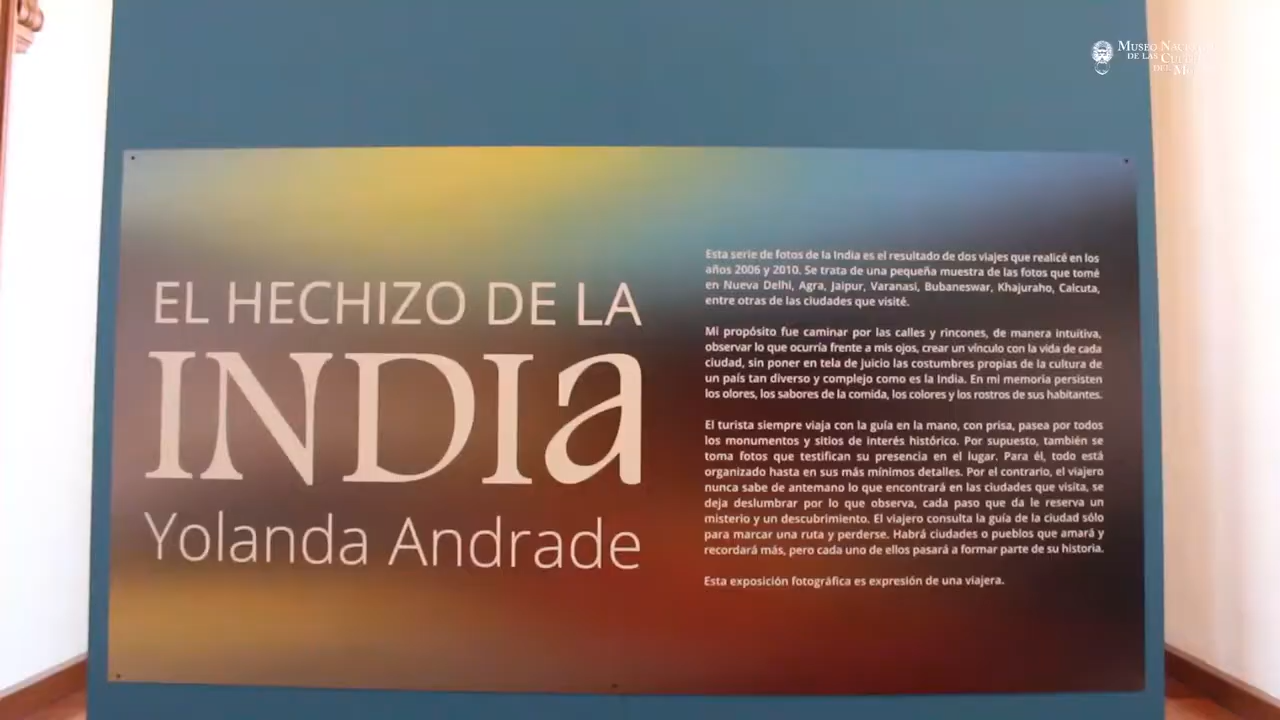 MUSEO
DE LAS
DEL
EL HECHIZO DE LA
INDIa
Yolanda Andrade
Esta serie de fotos de la India es el resultado de dos viajes que realicé en los
años 2006 y 2010. Se trata de una pequeña muestra de las fotos que tomé
en Nueva Delhi, Agra, Jaipur, Varanasi, Bubaneswar, Khajuraho, Calcuta,
entre otras de las ciudades que visité.
Mi propósito fue caminar por las calles y rincones, de manera intuitiva,
observar lo que ocurría frente a mis ojos, crear un vínculo con la vida de cada
ciudad, sin poner en tela de juicio las costumbres propias de la cultura de
un país tan diverso y complejo como es la India. En mi memoria persisten
los olores, los sabores de la comida, los colores y los rostros de sus habitantes.
El turista siempre viaja con la guía en la mano, con prisa, pasea por todos
los monumentos y sitios de interés histórico. Por supuesto, también se
toma fotos que testifican su presencia en el lugar. Para él, todo está
organizado hasta en sus más mínimos detalles. Por el contrario, el viajero
nunca sabe de antemano lo que encontrará en las ciudades que visita, se
deja deslumbrar por lo que observa, cada paso que da le reserva un
misterio y un descubrimiento. El viajero consulta la guía de la ciudad sólo
para marcar una ruta y perderse. Habrá ciudades o pueblos que amará y
recordará más, pero cada uno de ellos pasará a formar parte de su historia.
Esta exposición fotográfica es expresión de una viajera.